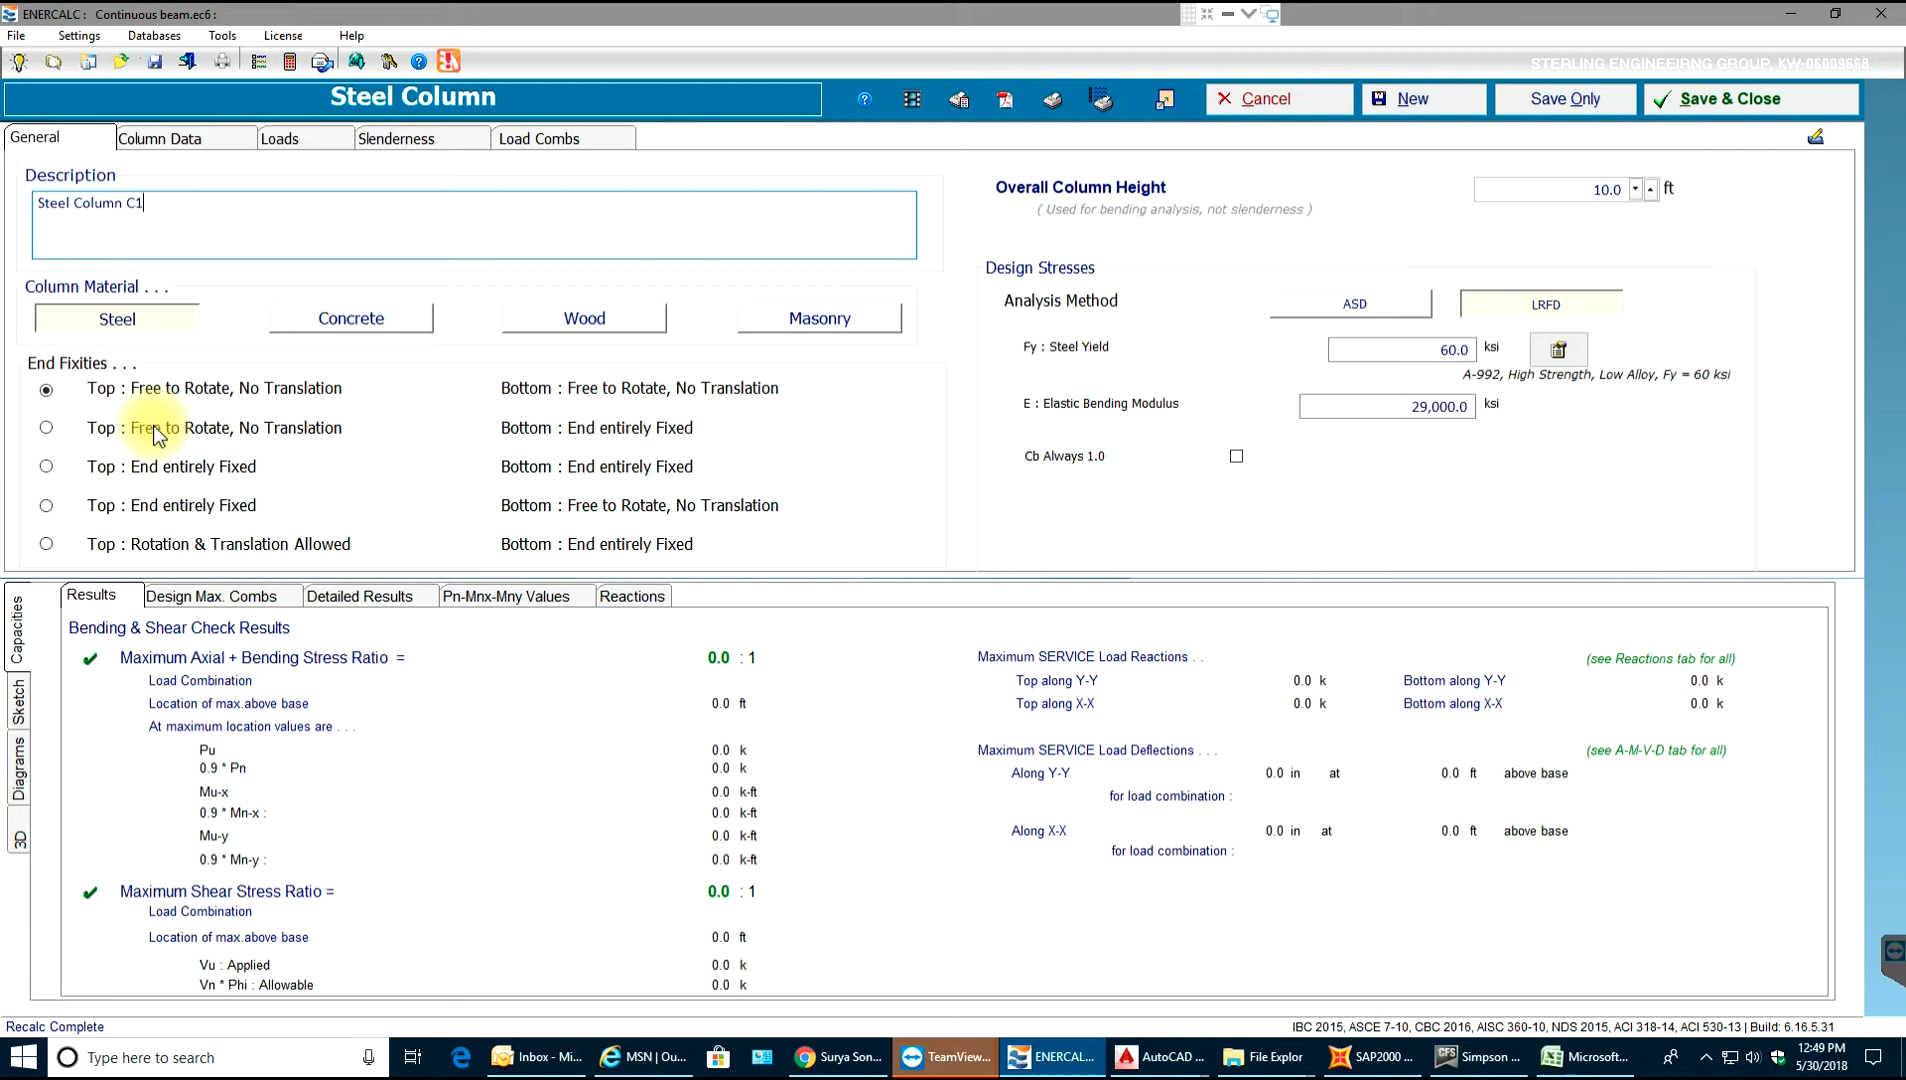 ENERCALC : Continuous beam.ec6 :
File Settings Databases Tools License Help
STERLING ENGINEEIRNG GROUP, KW-06009668
Steel Column
Cancel New Save Only Save & Close
General Column Data Loads Slenderness Load Combs
Description
Steel Column C1
Overall Column Height 10.0 ft
( Used for bending analysis, not slenderness )
Column Material . . .
Steel Concrete Wood Masonry
Design Stresses
Analysis Method ASD LRFD
Fy : Steel Yield 60.0 ksi
A-992, High Strength, Low Alloy, Fy = 60 ksi
E : Elastic Bending Modulus 29,000.0 ksi
Cb Always 1.0
End Fixities . . .
Top : Free to Rotate, No Translation Bottom : Free to Rotate, No Translation
Top : Free to Rotate, No Translation Bottom : End entirely Fixed
Top : End entirely Fixed Bottom : End entirely Fixed
Top : End entirely Fixed Bottom : Free to Rotate, No Translation
Top : Rotation & Translation Allowed Bottom : End entirely Fixed
Capacities
Sketch
Diagrams
3D
Results Design Max. Combs Detailed Results Pn-Mnx-Mny Values Reactions
Bending & Shear Check Results
Maximum Axial + Bending Stress Ratio = 0.0 : 1
Load Combination
Location of max.above base 0.0 ft
At maximum location values are . . .
Pu 0.0 k
0.9 * Pn 0.0 k
Mu-x 0.0 k-ft
0.9 * Mn-x : 0.0 k-ft
Mu-y 0.0 k-ft
0.9 * Mn-y : 0.0 k-ft
Maximum Shear Stress Ratio = 0.0 : 1
Load Combination
Location of max.above base 0.0 ft
Vu : Applied 0.0 k
Vn * Phi : Allowable 0.0 k
Maximum SERVICE Load Reactions . . (see Reactions tab for all)
Top along Y-Y 0.0 k Bottom along Y-Y 0.0 k
Top along X-X 0.0 k Bottom along X-X 0.0 k
Maximum SERVICE Load Deflections . . . (see A-M-V-D tab for all)
Along Y-Y 0.0 in at 0.0 ft above base
for load combination :
Along X-X 0.0 in at 0.0 ft above base
for load combination :
Recalc Complete
IBC 2015, ASCE 7-10, CBC 2016, AISC 360-10, NDS 2015, ACI 318-14, ACI 530-13 | Build: 6.16.5.31
Type here to search
Inbox - Mi...
MSN | Ou...
Surya Son...
TeamView...
ENERCAL...
AutoCAD ...
File Explor
SAP2000 ...
CFS
Simpson ...
Microsoft...
12:49 PM
5/30/2018